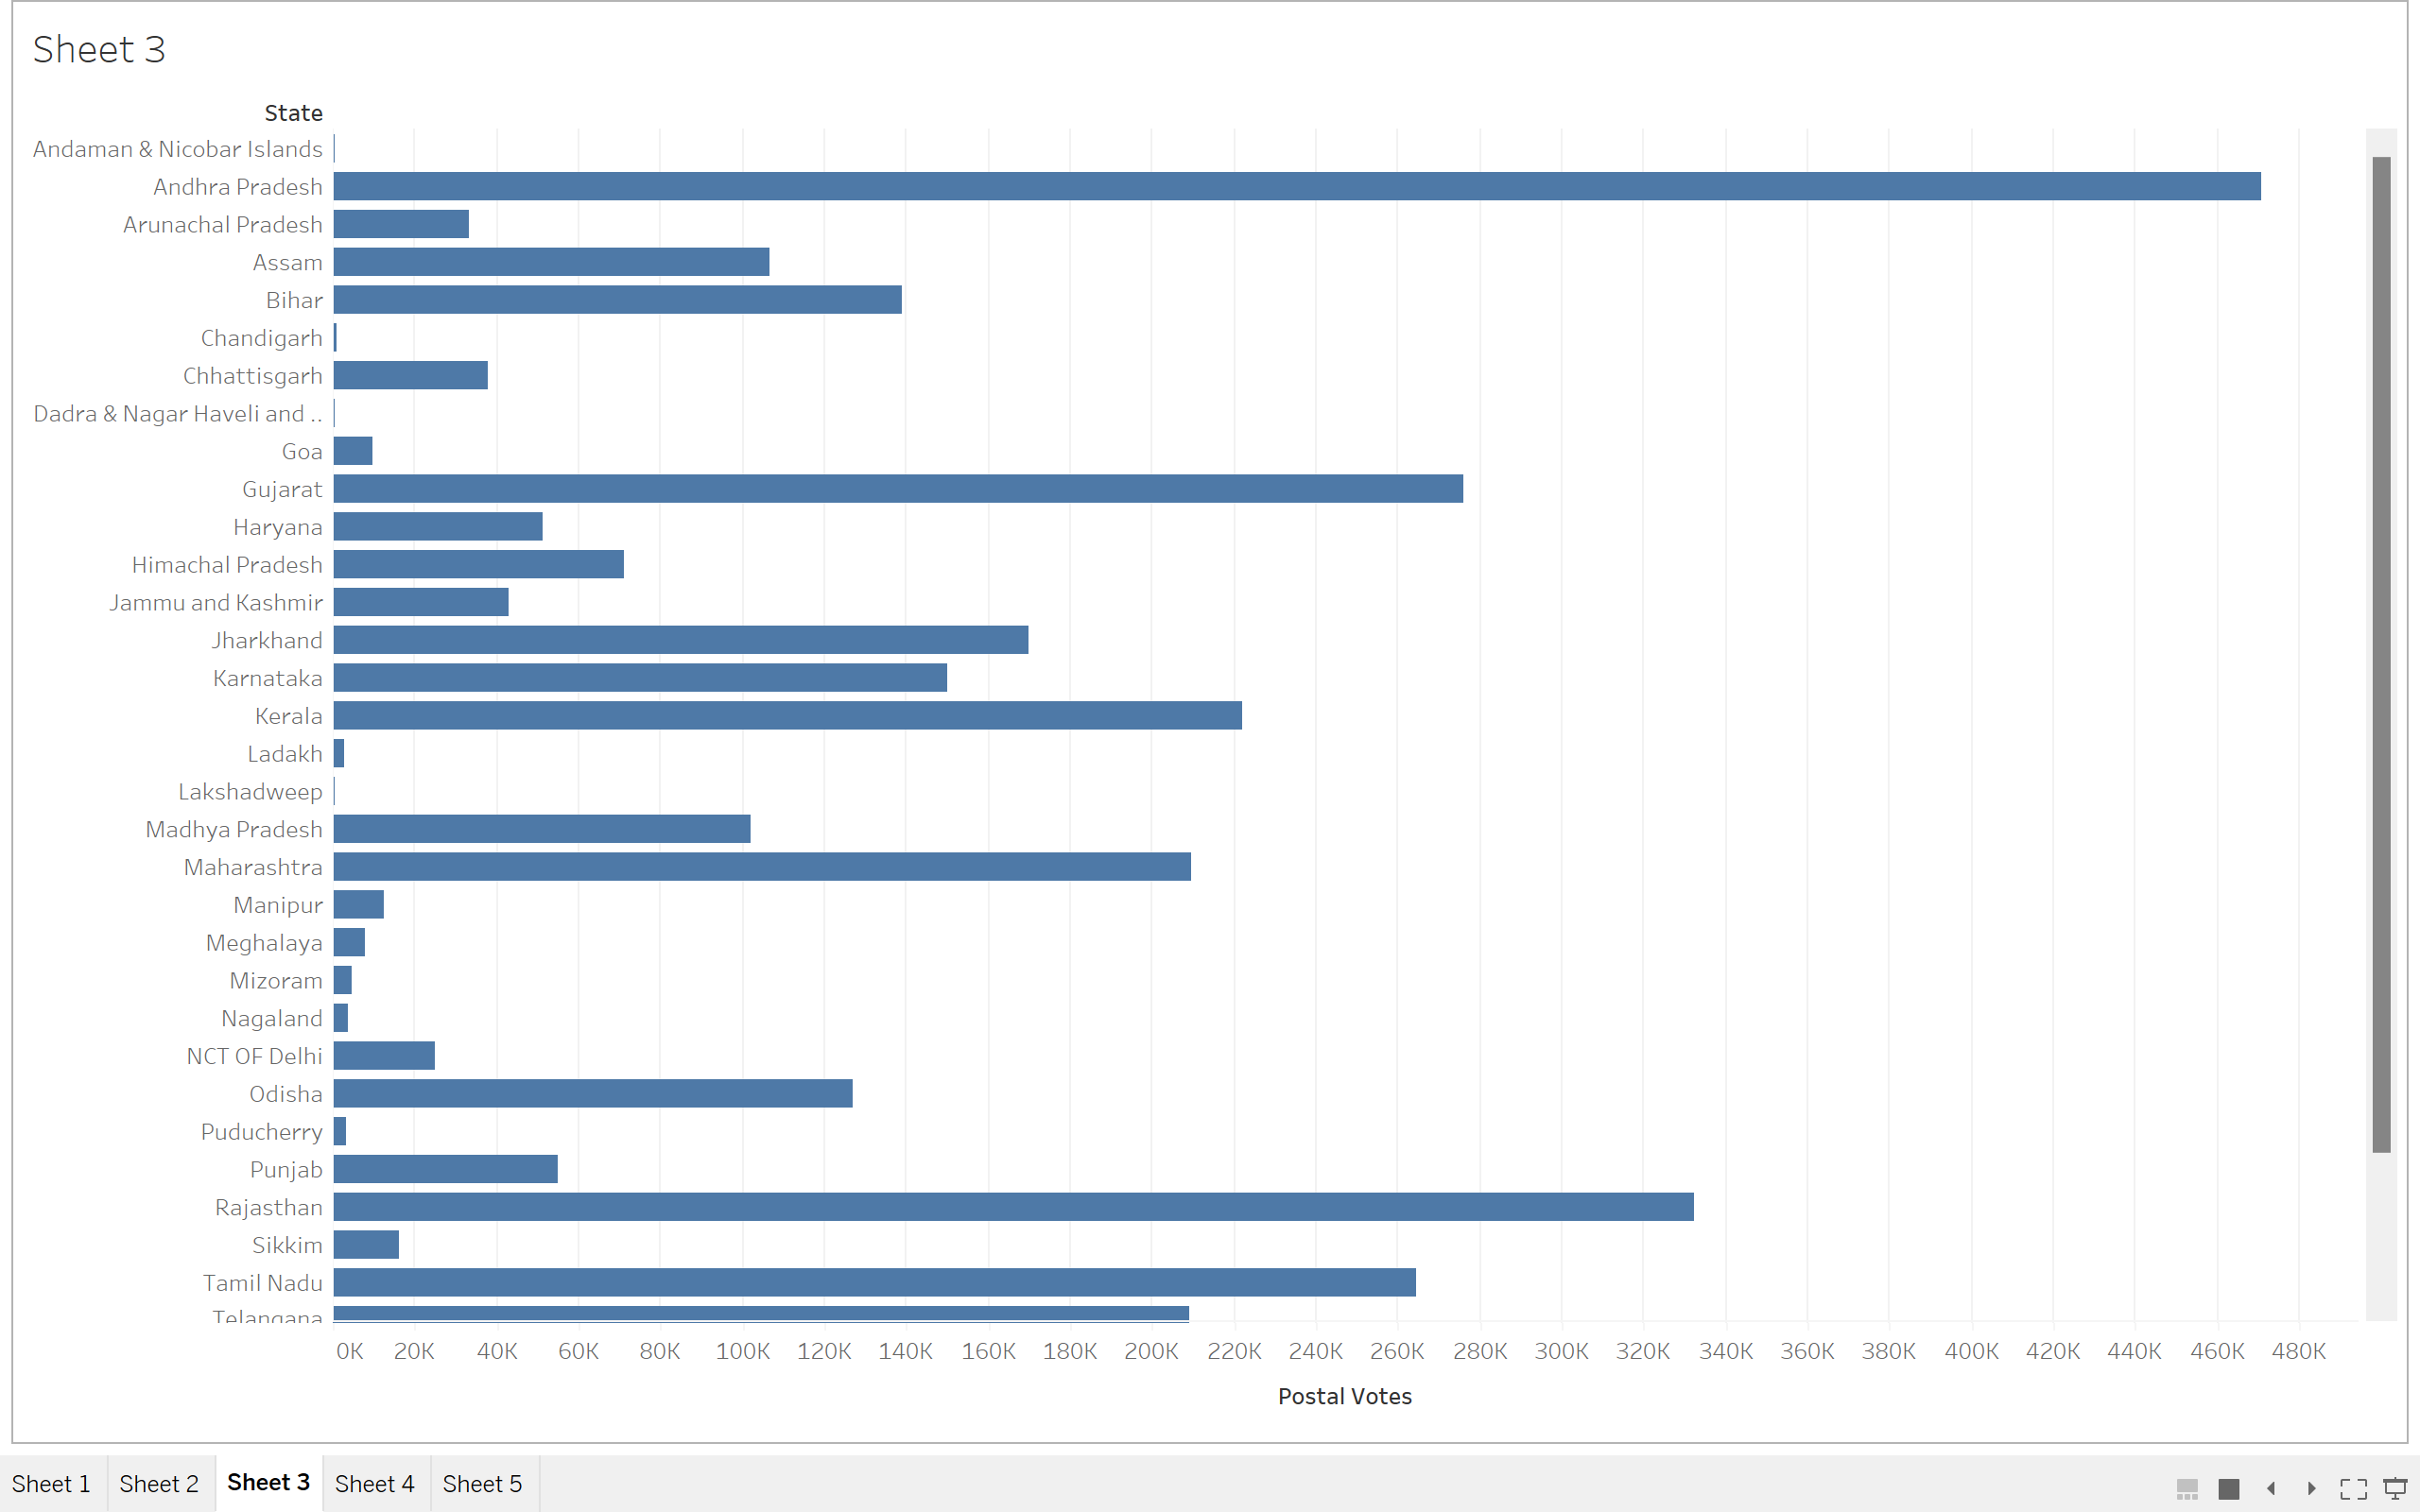 Sheet 3
State
Andaman & Nicobar Islands
Andhra Pradesh
Arunachal Pradesh
Assam
Bihar
Chandigarh
Chhattisgarh
Dadra & Nagar Haveli and ..
Goa
Gujarat
Haryana
Himachal Pradesh
Jammu and Kashmir
Jharkhand
Karnataka
Kerala
Ladakh
Lakshadweep
Madhya Pradesh
Maharashtra
Manipur
Meghalaya
Mizoram
Nagaland
NCT OF Delhi
Odisha
Puducherry
Punjab
Rajasthan
Sikkim
Tamil Nadu
Telangana
0K 20K 40K 60K 80K 100K 120K 140K 160K 180K 200K 220K 240K 260K 280K 300K 320K 340K 360K 380K 400K 420K 440K 460K 480K
Postal Votes
Sheet 1 Sheet 2 Sheet 3 Sheet 4 Sheet 5